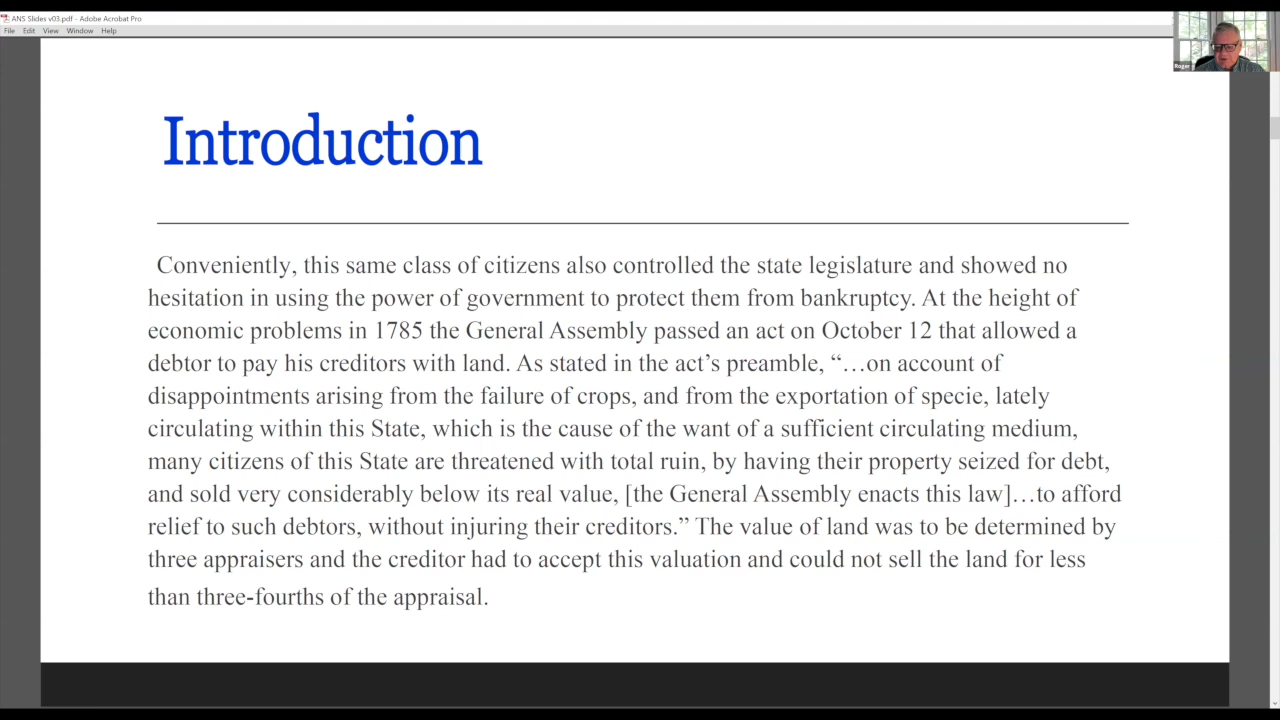 ANS Slides v03.pdf - Adobe Acrobat Pro
File Edit View Window Help
Roger
Introduction
Conveniently, this same class of citizens also controlled the state legislature and showed no
hesitation in using the power of government to protect them from bankruptcy. At the height of
economic problems in 1785 the General Assembly passed an act on October 12 that allowed a
debtor to pay his creditors with land. As stated in the act’s preamble, “…on account of
disappointments arising from the failure of crops, and from the exportation of specie, lately
circulating within this State, which is the cause of the want of a sufficient circulating medium,
many citizens of this State are threatened with total ruin, by having their property seized for debt,
and sold very considerably below its real value, [the General Assembly enacts this law]…to afford
relief to such debtors, without injuring their creditors.” The value of land was to be determined by
three appraisers and the creditor had to accept this valuation and could not sell the land for less
than three-fourths of the appraisal.